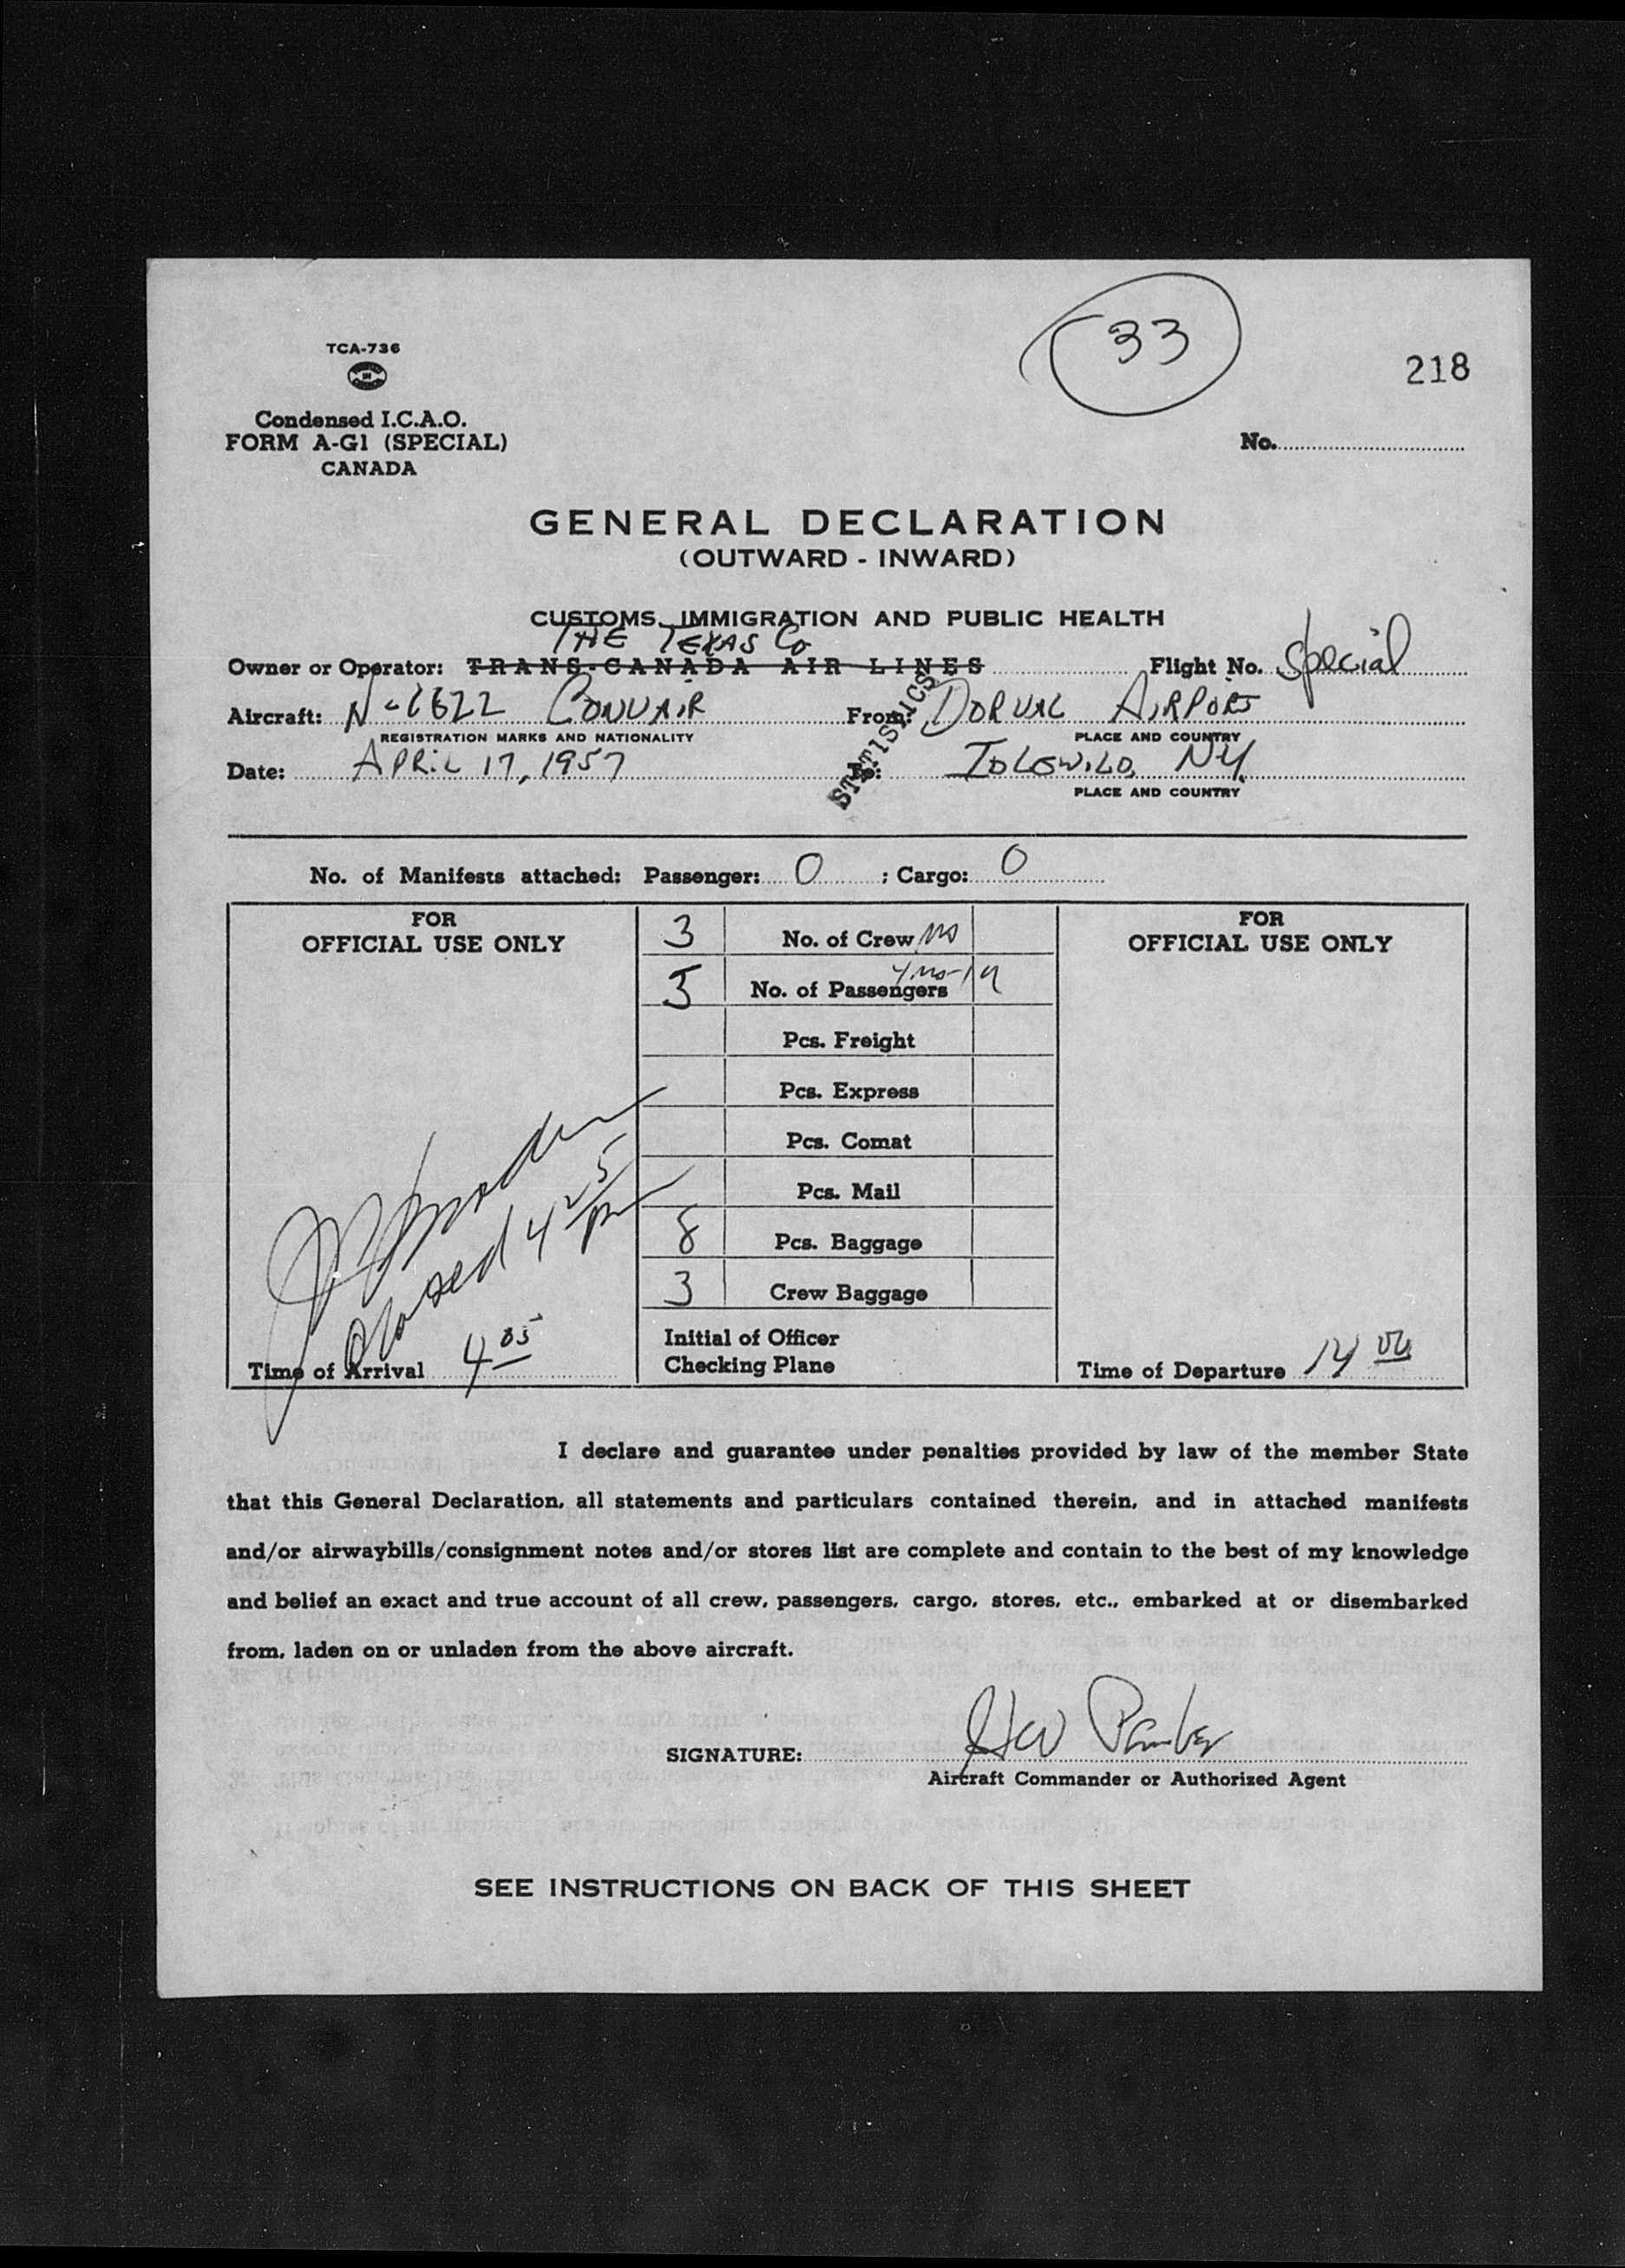 33
TCA-736
218
Condensed I.C.A.O.
FORM A-G1 (SPECIAL)
CANADA
No.
GENERAL DECLARATION
(OUTWARD - INWARD)
CUSTOMS, IMMIGRATION AND PUBLIC HEALTH
THE TEXAS Co
Owner or Operator: TRANS-CANADA AIR LINES Flight No. Special
Aircraft: N-6622 CONVAIR From: DORVAL AIRPORT
REGISTRATION MARKS AND NATIONALITY PLACE AND COUNTRY
Date: APRIL 17, 1957 To: IDLEWILD, NY.
PLACE AND COUNTRY
STATISTICS
No. of Manifests attached: Passenger: 0 ; Cargo: 0
FOR
OFFICIAL USE ONLY
3 No. of Crew
5 No. of Passengers
Pcs. Freight
Pcs. Express
Pcs. Comat
Pcs. Mail
8 Pcs. Baggage
3 Crew Baggage
Initial of Officer
Checking Plane
closed 4 25 pm
Time of Arrival 4 05
FOR
OFFICIAL USE ONLY
Time of Departure 14 00
I declare and guarantee under penalties provided by law of the member State
that this General Declaration, all statements and particulars contained therein, and in attached manifests
and/or airwaybills/consignment notes and/or stores list are complete and contain to the best of my knowledge
and belief an exact and true account of all crew, passengers, cargo, stores, etc., embarked at or disembarked
from, laden on or unladen from the above aircraft.
SIGNATURE: HW Parker
Aircraft Commander or Authorized Agent
SEE INSTRUCTIONS ON BACK OF THIS SHEET